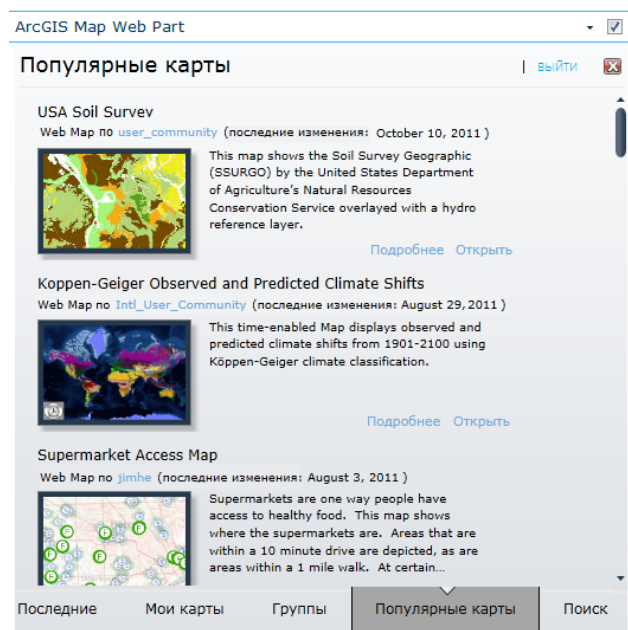 ArcGIS Map Web Part
Популярные карты
| выйти
USA Soil Survey
Web Map по user_community (последние изменения: October 10, 2011 )
This map shows the Soil Survey Geographic
(SSURGO) by the United States Department
of Agriculture's Natural Resources
Conservation Service overlayed with a hydro
reference layer.
Подробнее Открыть
Koppen-Geiger Observed and Predicted Climate Shifts
Web Map по Intl_User_Community (последние изменения: August 29, 2011 )
This time-enabled Map displays observed and
predicted climate shifts from 1901-2100 using
Köppen-Geiger climate classification.
Подробнее Открыть
Supermarket Access Map
Web Map по jimhe (последние изменения: August 3, 2011 )
Supermarkets are one way people have
access to healthy food. This map shows
where the supermarkets are. Areas that are
within a 10 minute drive are depicted, as are
areas within a 1 mile walk. At certain...
Последние Мои карты Группы Популярные карты Поиск